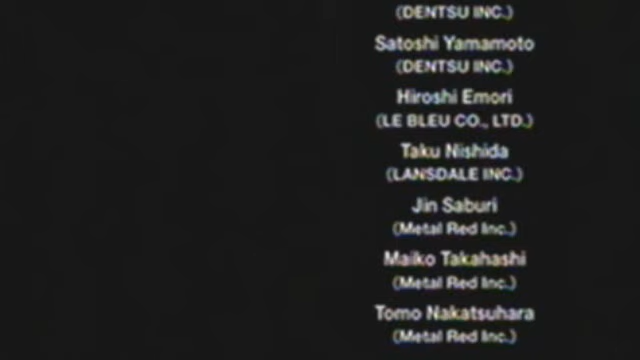 (DENTSU INC.)
Satoshi Yamamoto
(DENTSU INC.)
Hiroshi Emori
(LE BLEU CO., LTD.)
Taku Nishida
(LANSDALE INC.)
Jin Saburi
(Metal Red Inc.)
Maiko Takahashi
(Metal Red Inc.)
Tomo Nakatsuhara
(Metal Red Inc.)